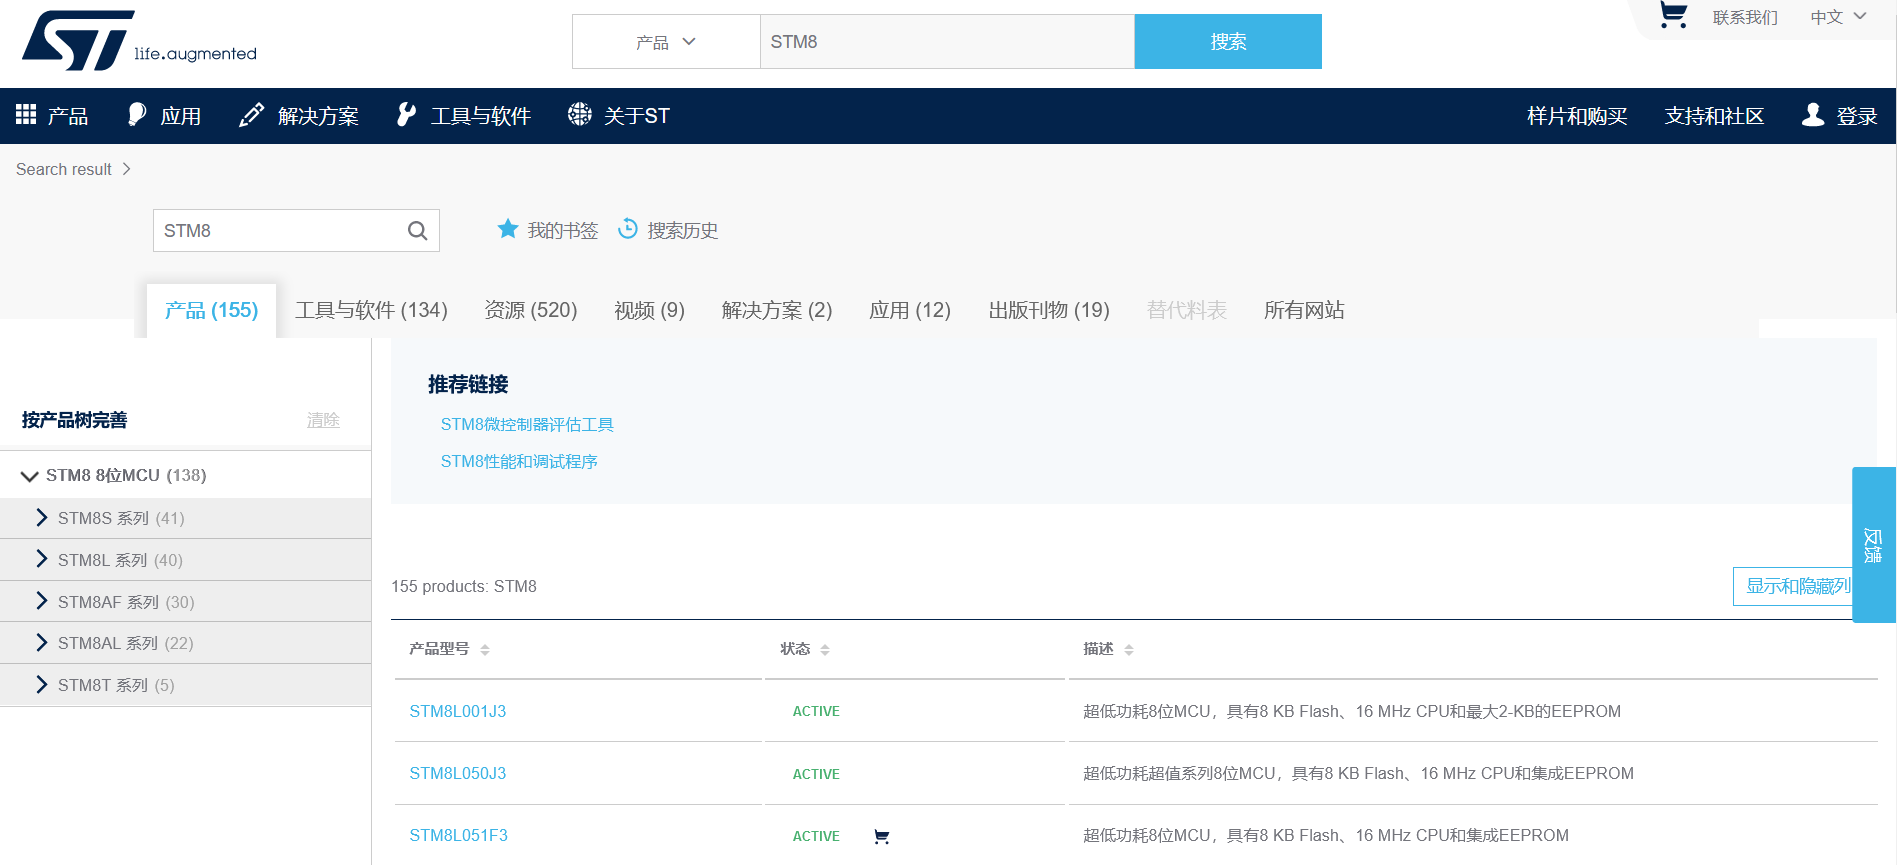 ST life.augmented
产品 STM8 搜索
联系我们 中文
产品 应用 解决方案 工具与软件 关于ST 样片和购买 支持和社区 登录
Search result
STM8 我的书签 搜索历史
产品 (155) 工具与软件 (134) 资源 (520) 视频 (9) 解决方案 (2) 应用 (12) 出版刊物 (19) 替代料表 所有网站
推荐链接
STM8微控制器评估工具
STM8性能和调试程序
按产品树完善 清除
STM8 8位MCU (138)
STM8S 系列 (41)
STM8L 系列 (40)
STM8AF 系列 (30)
STM8AL 系列 (22)
STM8T 系列 (5)
反馈
155 products: STM8 显示和隐藏列
产品型号 状态 描述
STM8L001J3 ACTIVE 超低功耗8位MCU，具有8 KB Flash、16 MHz CPU和最大2-KB的EEPROM
STM8L050J3 ACTIVE 超低功耗超值系列8位MCU，具有8 KB Flash、16 MHz CPU和集成EEPROM
STM8L051F3 ACTIVE 超低功耗8位MCU，具有8 KB Flash、16 MHz CPU和集成EEPROM